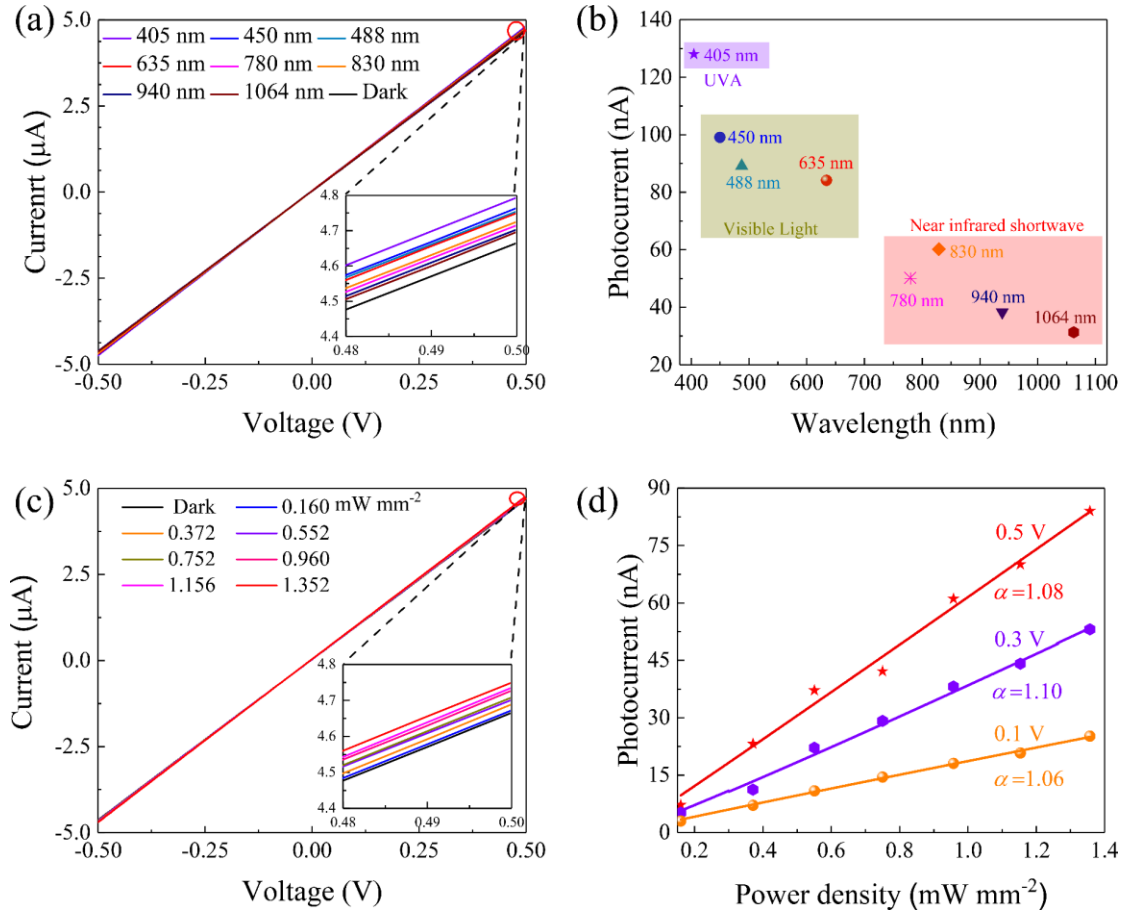 (a)
5.0
2.5
0.0
-2.5
-5.0
Currenrt (μA)
405 nm 450 nm 488 nm
635 nm 780 nm 830 nm
940 nm 1064 nm Dark
4.8
4.7
4.6
4.5
4.4
0.48 0.49 0.50
-0.50 -0.25 0.00 0.25 0.50
Voltage (V)
(b)
140
120
100
80
60
40
20
Photocurrent (nA)
405 nm
UVA
450 nm
488 nm
635 nm
Visible Light
Near infrared shortwave
830 nm
780 nm
940 nm
1064 nm
400 500 600 700 800 900 1000 1100
Wavelength (nm)
(c)
5.0
2.5
0.0
-2.5
-5.0
Current (μA)
Dark 0.160 mW mm-2
0.372 0.552
0.752 0.960
1.156 1.352
4.8
4.7
4.6
4.5
4.4
0.48 0.49 0.50
-0.50 -0.25 0.00 0.25 0.50
Voltage (V)
(d)
90
75
60
45
30
15
0
Photocurrent (nA)
0.5 V
α=1.08
0.3 V
α=1.10
0.1 V
α=1.06
0.2 0.4 0.6 0.8 1.0 1.2 1.4
Power density (mW mm-2)